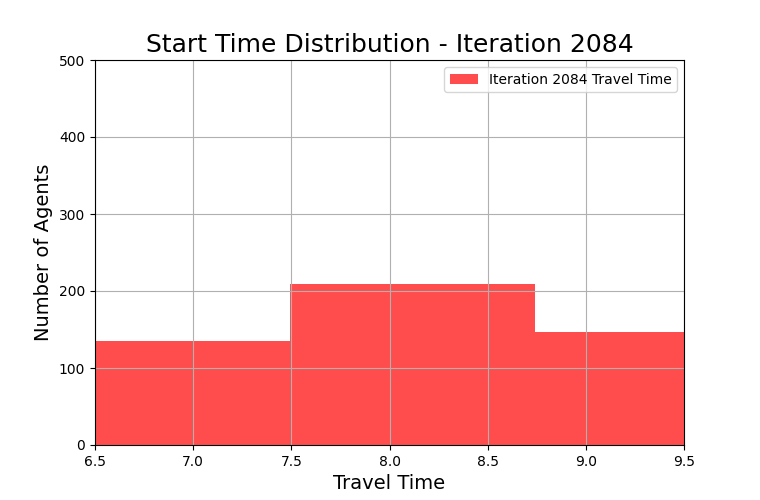 Start Time Distribution - Iteration 2084
Iteration 2084 Travel Time
Number of Agents
500
400
300
200
100
0
6.5 7.0 7.5 8.0 8.5 9.0 9.5
Travel Time